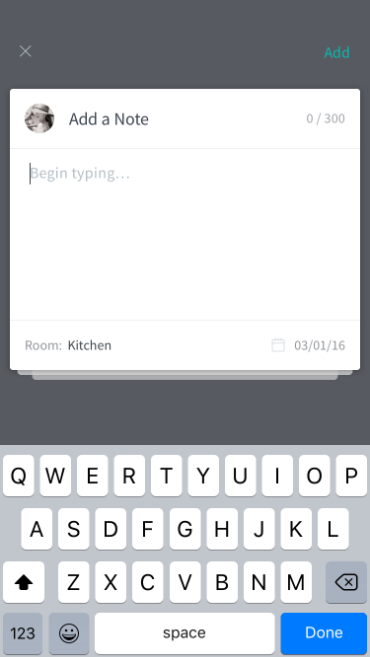 Add
Add a Note 0 / 300
Begin typing...
Room: Kitchen 03/01/16
Q W E R T Y U I O P
A S D F G H J K L
Z X C V B N M
123 space Done